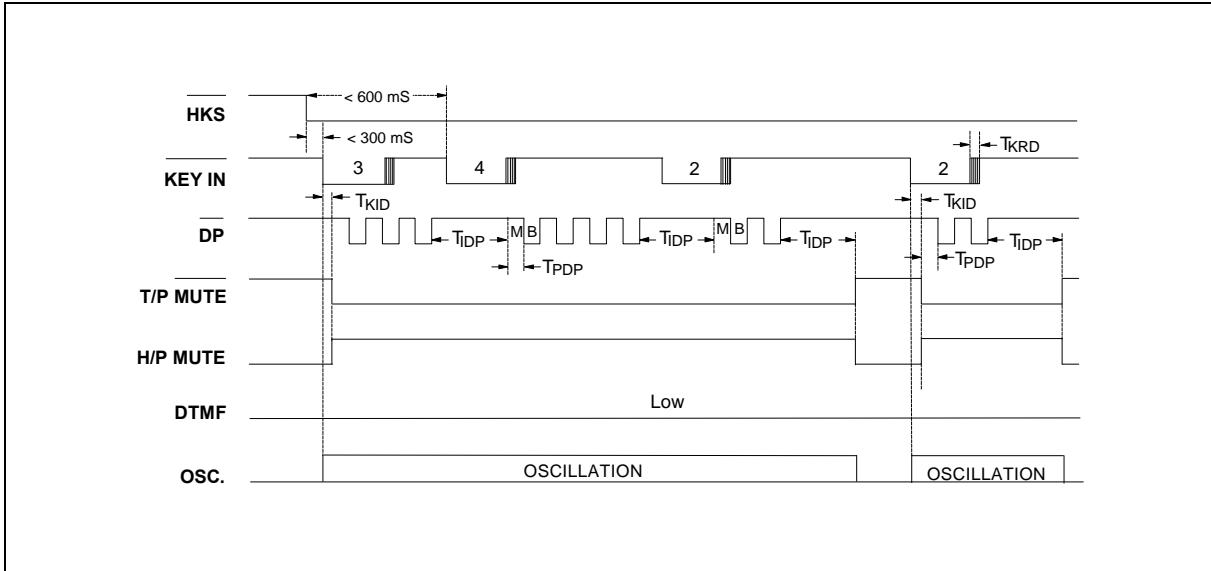 < 600 mS
HKS
< 300 mS
TKRD
KEY IN
3
4
2
2
TKID
TKID
DP
TIDP
M B
TIDP
M B
TIDP
TIDP
TPDP
TPDP
T/P MUTE
H/P MUTE
Low
DTMF
OSC.
OSCILLATION
OSCILLATION